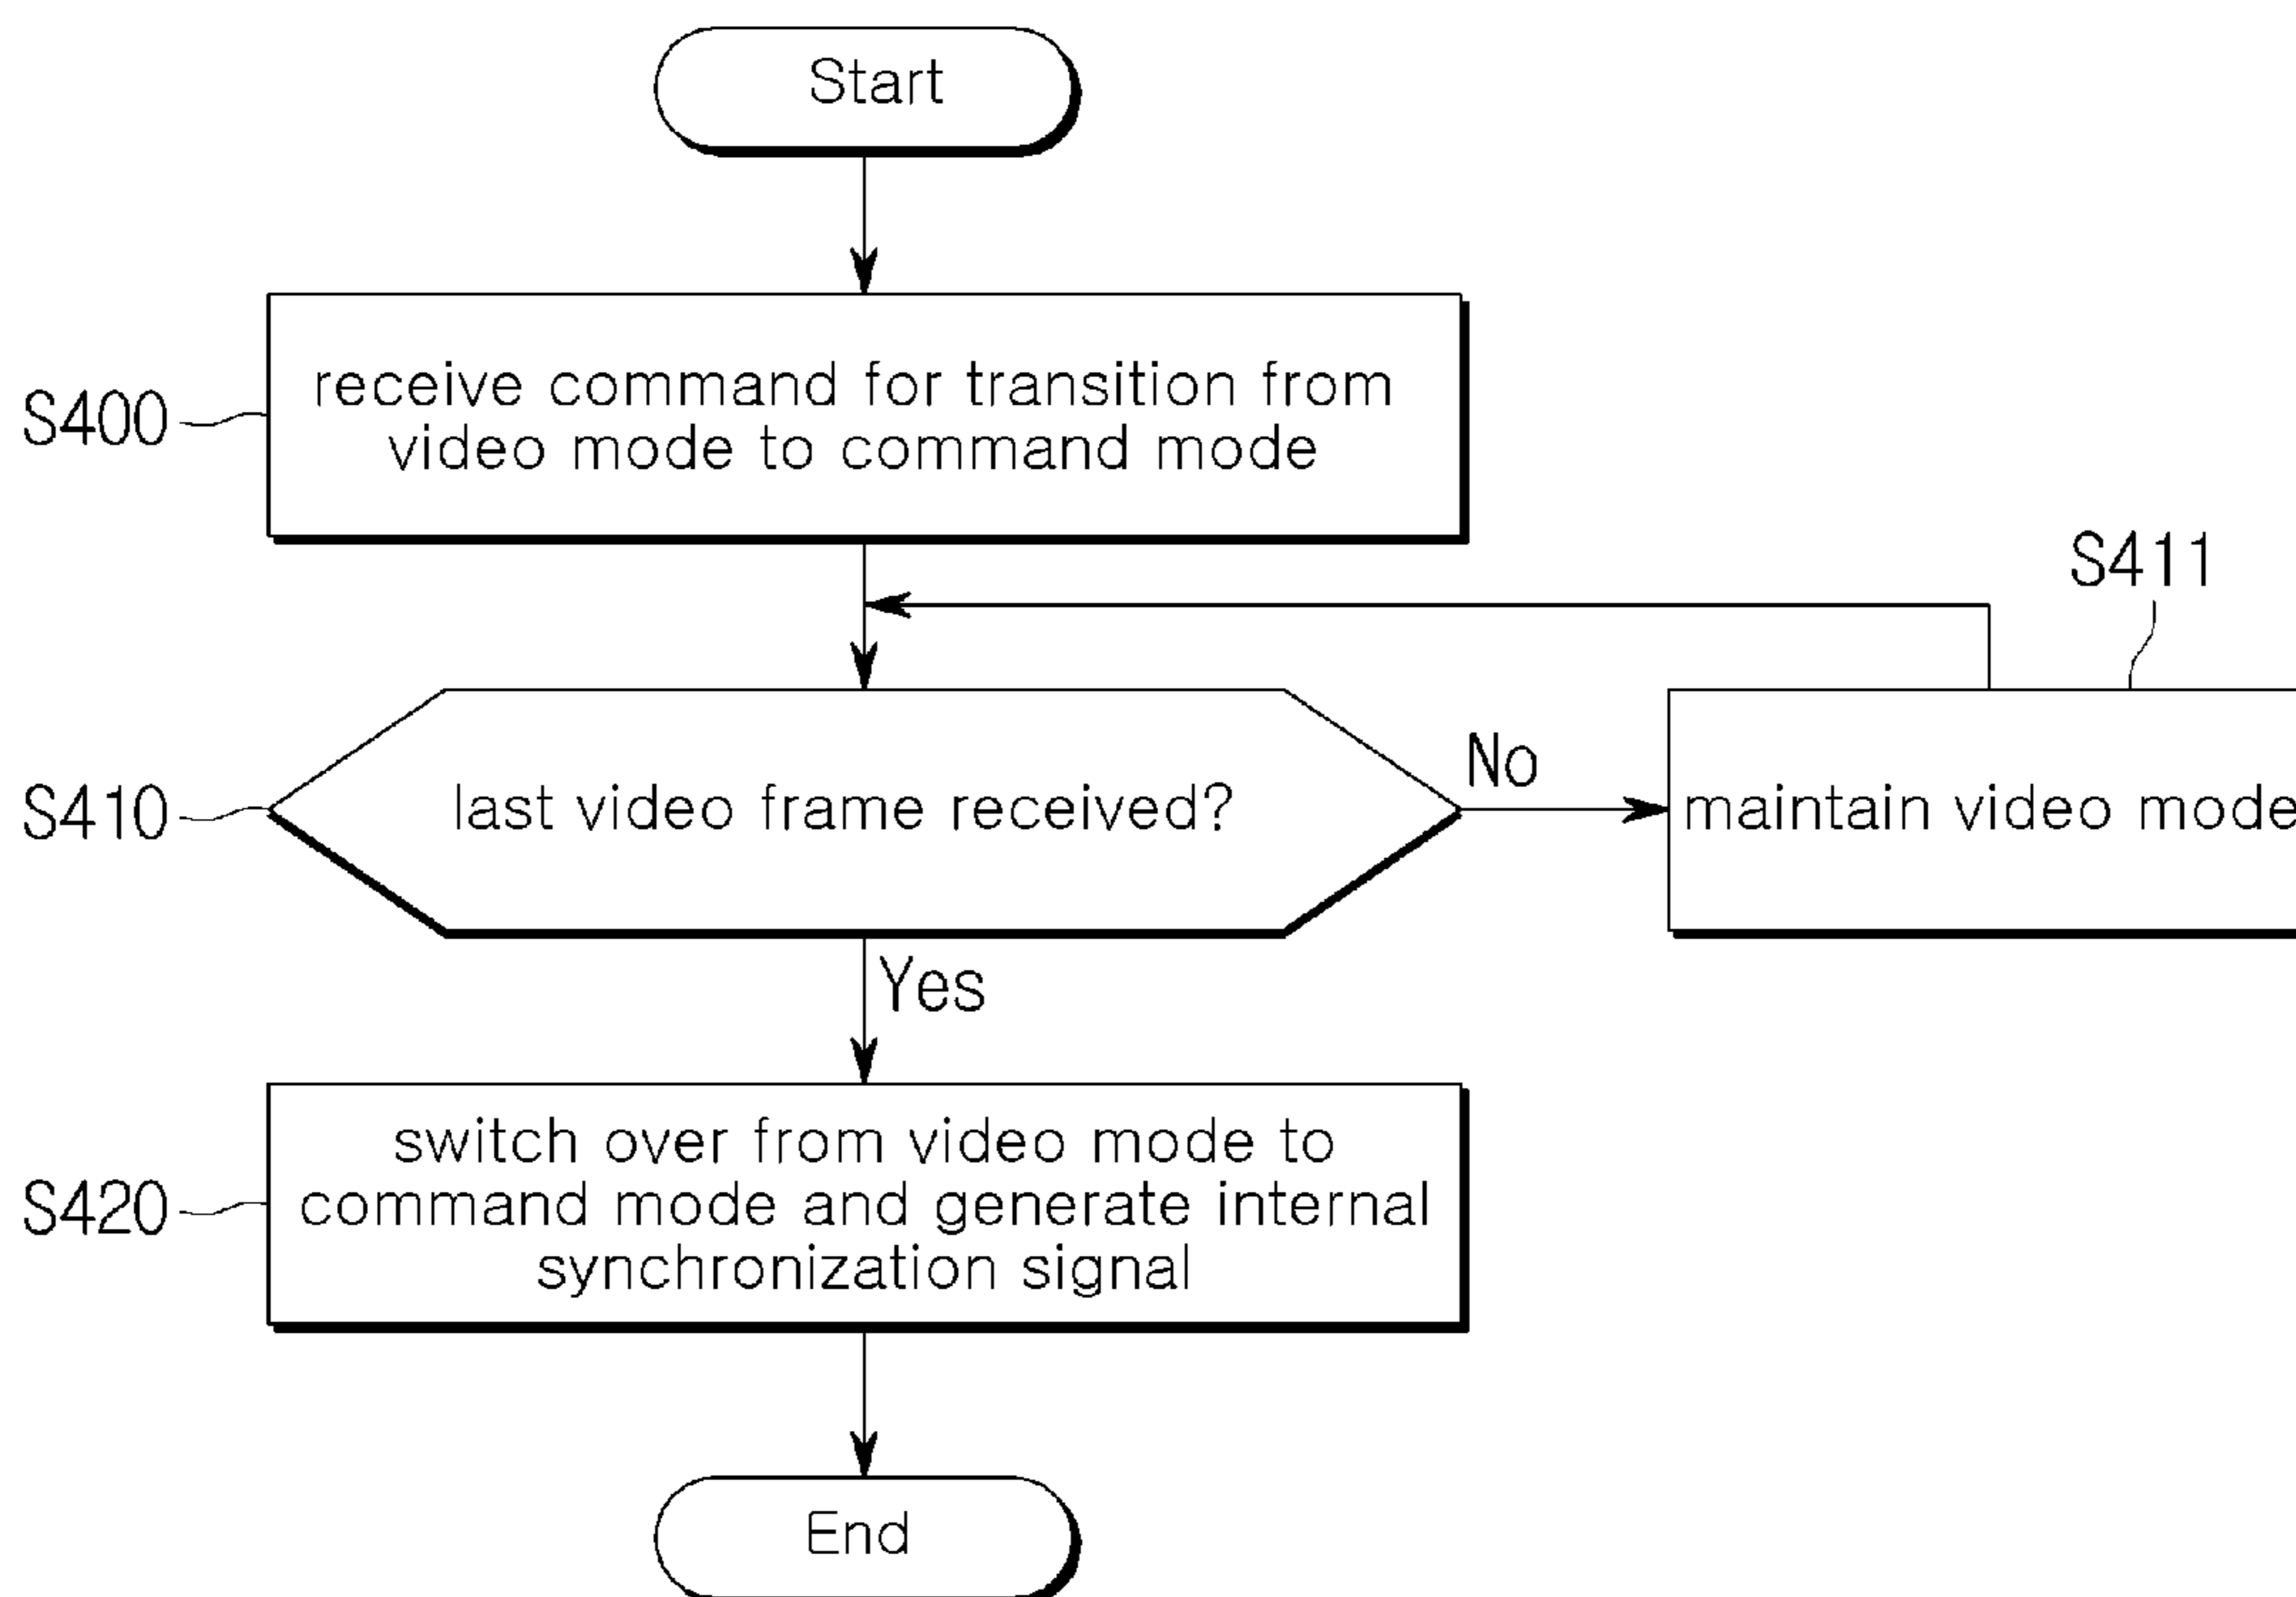 Start
S400
receive command for transition from
video mode to command mode
S411
S410
last video frame received?
No
maintain video mode
Yes
S420
switch over from video mode to
command mode and generate internal
synchronization signal
End